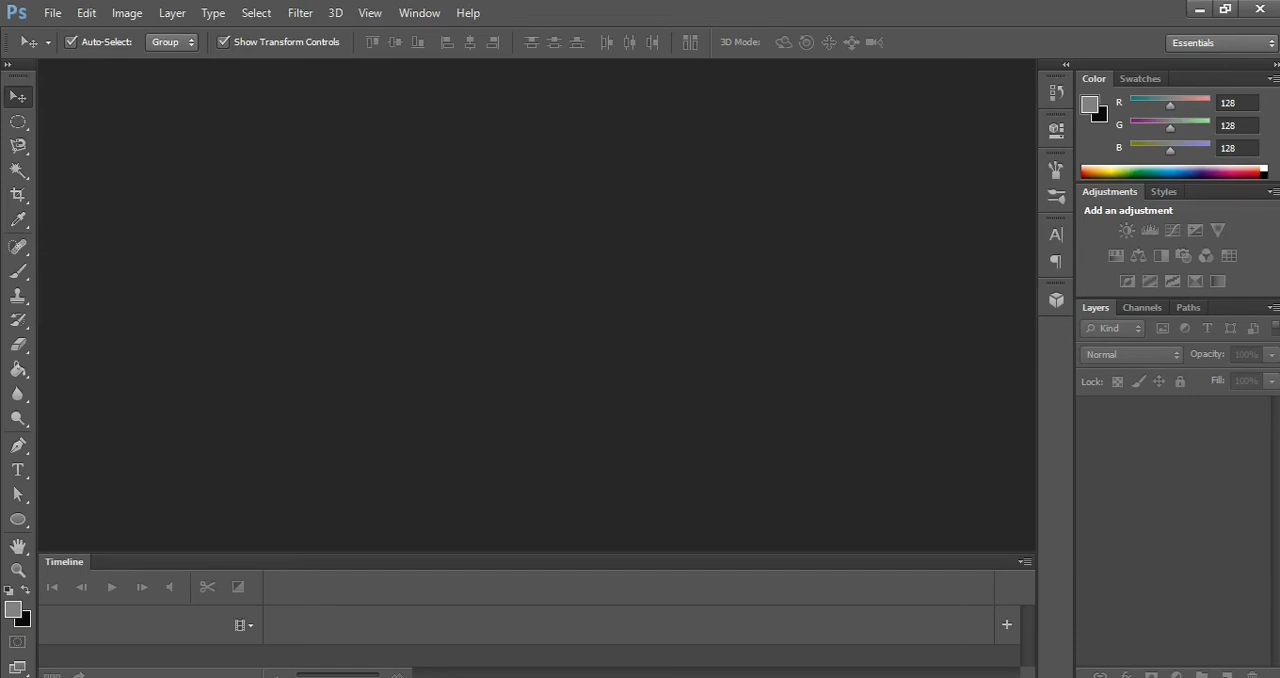 Ps File Edit Image Layer Type Select Filter 3D View Window Help
Auto-Select: Group Show Transform Controls 3D Mode: Essentials
Color Swatches
R 128
G 128
B 128
Adjustments Styles
Add an adjustment
Layers Channels Paths
Kind T
Normal Opacity: 100%
Lock: Fill: 100%
A
¶
T
Timeline